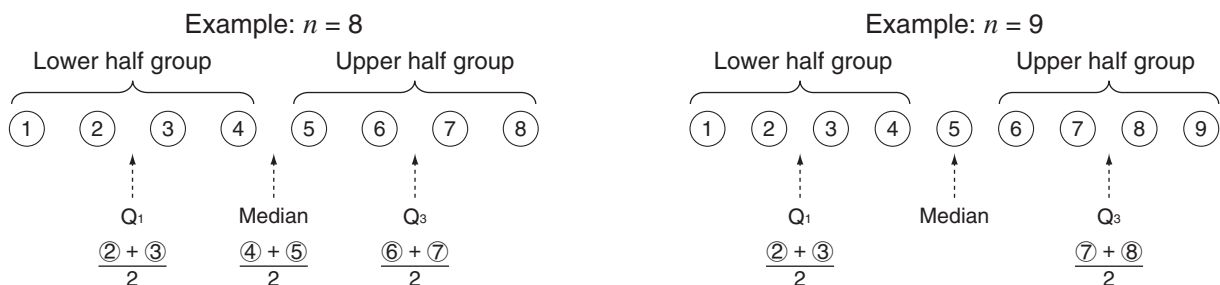 Example: n = 8
Lower half group Upper half group
① ② ③ ④ ⑤ ⑥ ⑦ ⑧
Q₁ Median Q₃
② + ③ ④ + ⑤ ⑥ + ⑦
2 2 2
Example: n = 9
Lower half group Upper half group
① ② ③ ④ ⑤ ⑥ ⑦ ⑧ ⑨
Q₁ Median Q₃
② + ③ ⑦ + ⑧
2 2